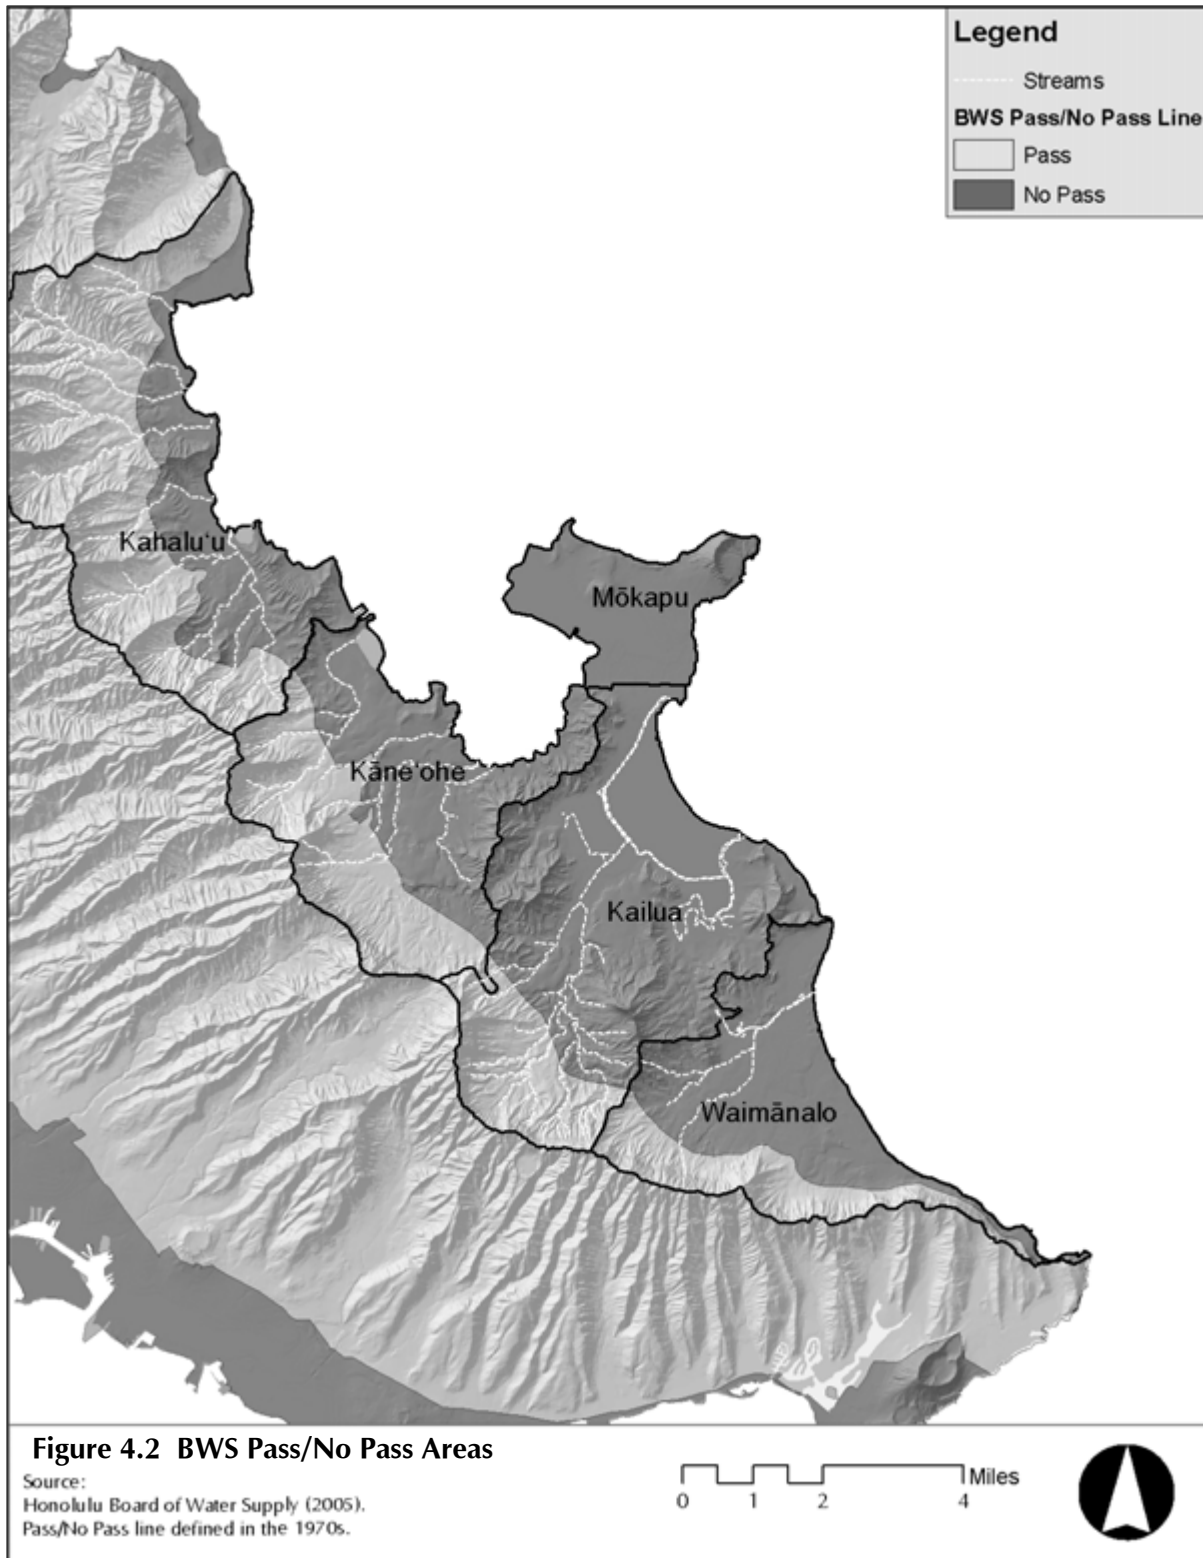 Legend
Streams
BWS Pass/No Pass Line
Pass
No Pass
Kahalu‘u
Mōkapu
Kāne‘ohe
Kailua
Waimānalo
Figure 4.2 BWS Pass/No Pass Areas
Source:
Honolulu Board of Water Supply (2005).
Pass/No Pass line defined in the 1970s.
Miles
0 1 2 4